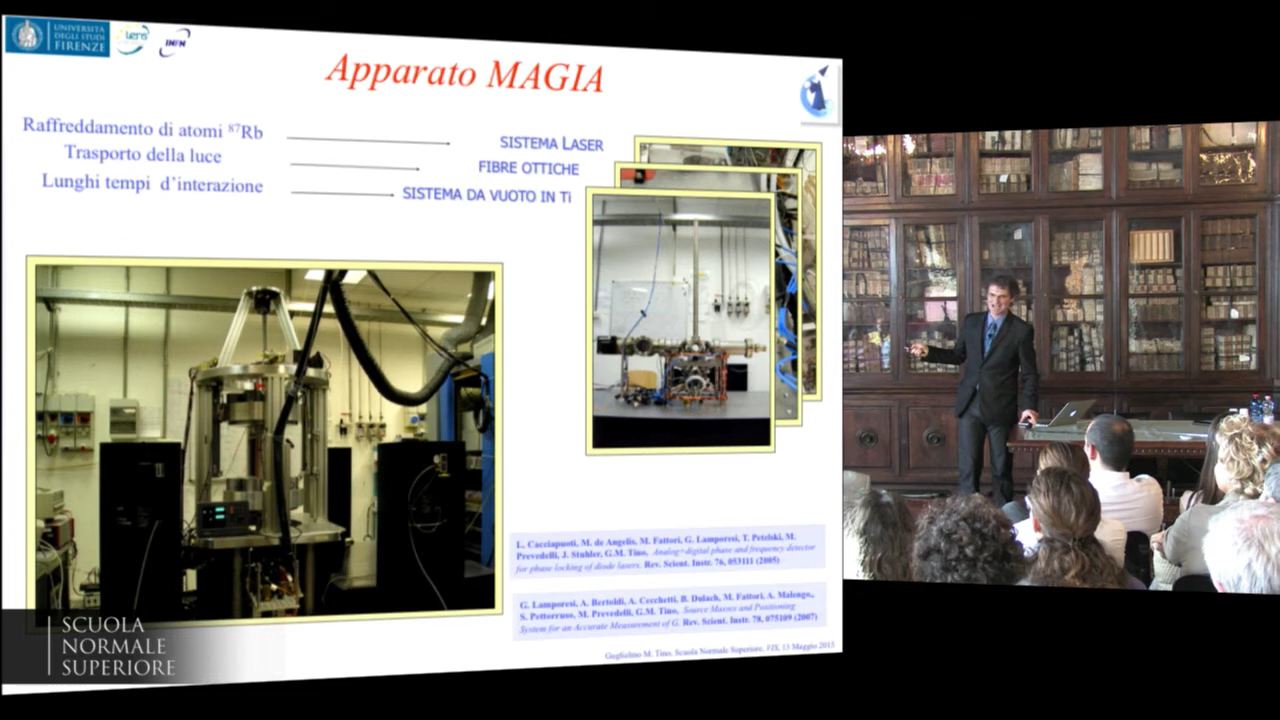 UNIVERSITÀ
DEGLI STUDI
FIRENZE
lens
INFN
Apparato MAGIA
Raffreddamento di atomi ⁸⁷Rb
SISTEMA LASER
Trasporto della luce
FIBRE OTTICHE
Lunghi tempi d'interazione
SISTEMA DA VUOTO IN Ti
L. Cacciapuoti, M. de Angelis, M. Fattori, G. Lamporesi, T. Petelski, M.
Prevedelli, J. Stuhler, G.M. Tino, Analog+digital phase and frequency detector
for phase locking of diode lasers, Rev. Scient. Instr. 76, 053111 (2005)
G. Lamporesi, A. Bertoldi, A. Cecchetti, B. Dulach, M. Fattori, A. Malengo,,
S. Pettorruso, M. Prevedelli, G.M. Tino, Source Masses and Positioning
System for an Accurate Measurement of G, Rev. Scient. Instr. 78, 075109 (2007)
Guglielmo M. Tino, Scuola Normale Superiore, VIS, 13 Maggio 2015
SCUOLA
NORMALE
SUPERIORE